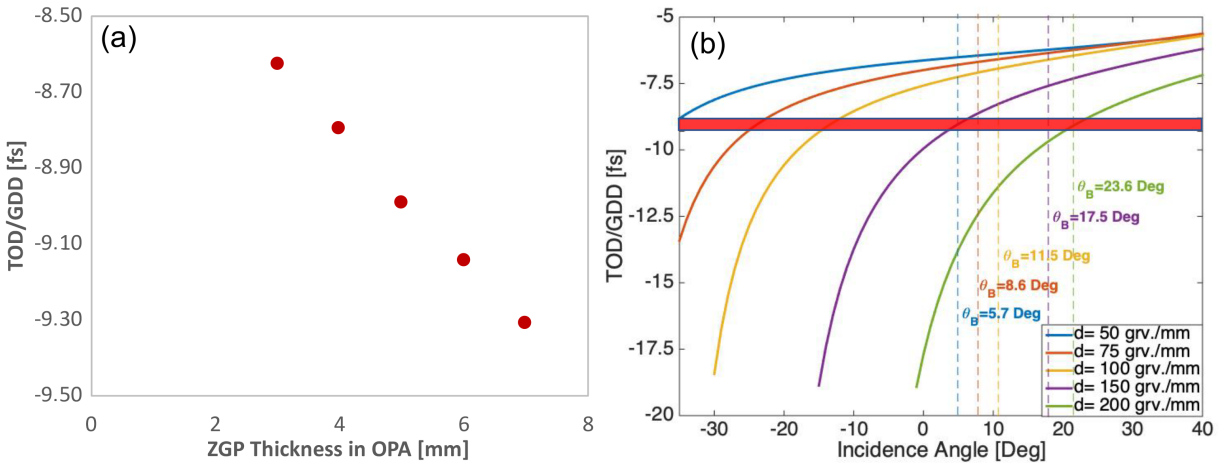 (a)
-8.50
-8.70
-8.90
-9.10
-9.30
-9.50
TOD/GDD [fs]
0
2
4
6
8
ZGP Thickness in OPA [mm]
(b)
-5
-7.5
-10
-12.5
-15
-17.5
-20
TOD/GDD [fs]
θB=23.6 Deg
θB=17.5 Deg
θB=11.5 Deg
θB=8.6 Deg
θB=5.7 Deg
d= 50 grv./mm
d= 75 grv./mm
d= 100 grv./mm
d= 150 grv./mm
d= 200 grv./mm
-30
-20
-10
0
10
20
30
40
Incidence Angle [Deg]